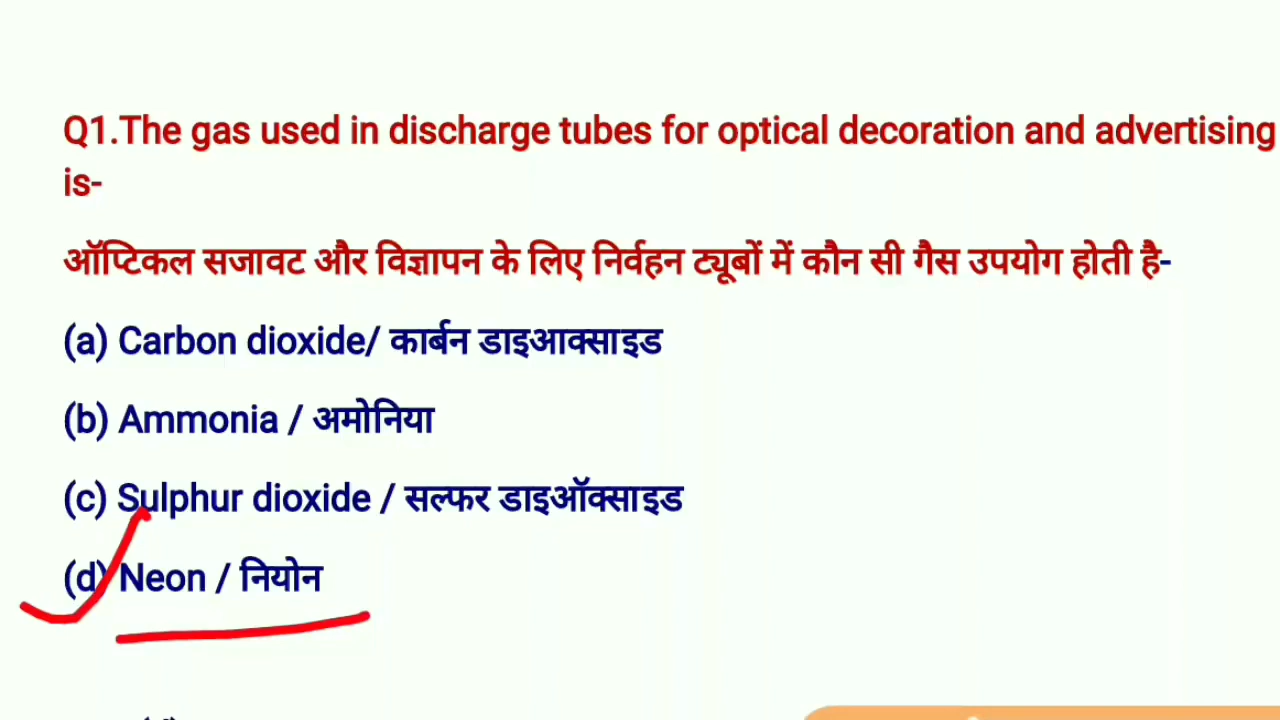 Q1.The gas used in discharge tubes for optical decoration and advertising
is-
ऑप्टिकल सजावट और विज्ञापन के लिए निर्वहन ट्यूबों में कौन सी गैस उपयोग होती है-
(a) Carbon dioxide/ कार्बन डाइआक्साइड
(b) Ammonia / अमोनिया
(c) Sulphur dioxide / सल्फर डाइऑक्साइड
(d) Neon / नियोन